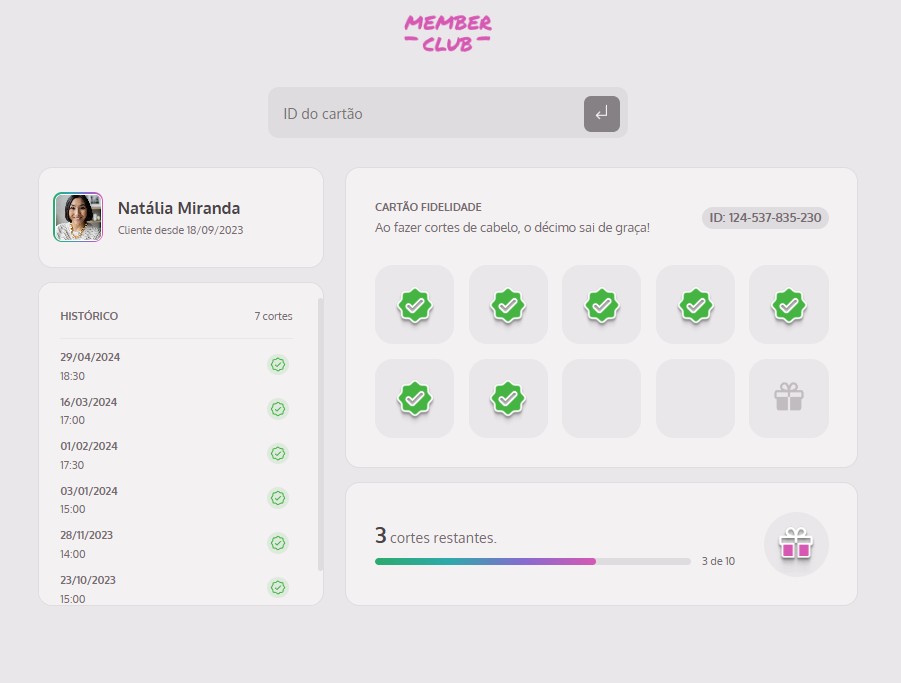 MEMBER
CLUB
ID do cartão
Natália Miranda
Cliente desde 18/09/2023
HISTÓRICO
7 cortes
29/04/2024
18:30
16/03/2024
17:00
01/02/2024
17:30
03/01/2024
15:00
28/11/2023
14:00
23/10/2023
15:00
CARTÃO FIDELIDADE
Ao fazer cortes de cabelo, o décimo sai de graça!
ID: 124-537-835-230
3 cortes restantes.
3 de 10